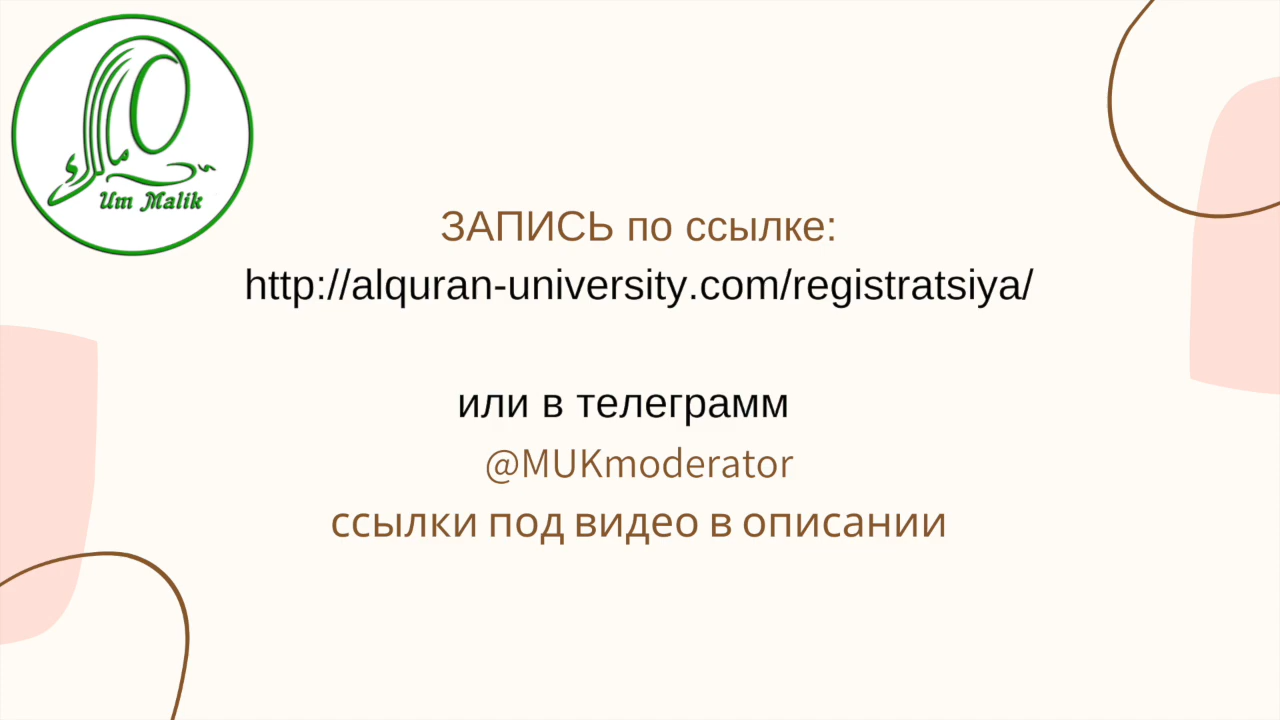 Um Malik
ЗАПИСЬ по ссылке:
http://alquran-university.com/registratsiya/
или в телеграмм
@MUKmoderator
ссылки под видео в описании